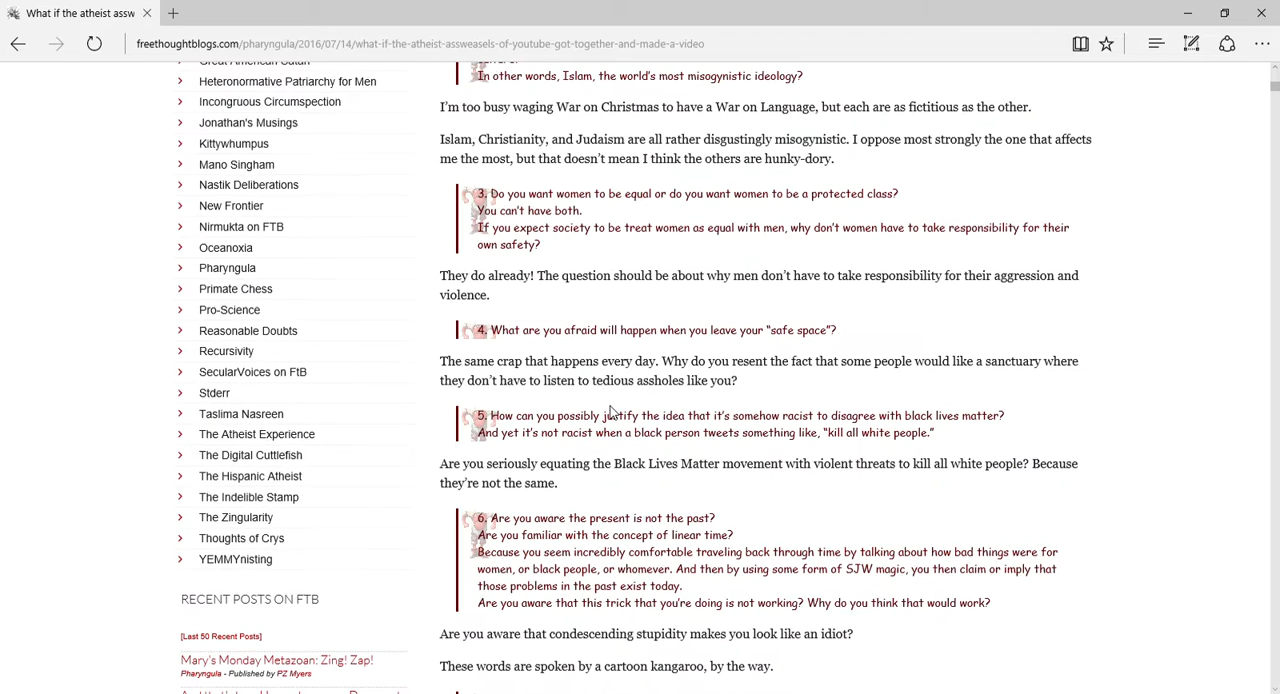 What if the atheist assw
freethoughtblogs.com/pharyngula/2016/07/14/what-if-the-atheist-assweasels-of-youtube-got-together-and-made-a-video
Great American Satan
Heteronormative Patriarchy for Men
Incongruous Circumspection
Jonathan's Musings
Kittywhumpus
Mano Singham
Nastik Deliberations
New Frontier
Nirmukta on FTB
Oceanoxia
Pharyngula
Primate Chess
Pro-Science
Reasonable Doubts
Recursivity
SecularVoices on FtB
Stderr
Taslima Nasreen
The Atheist Experience
The Digital Cuttlefish
The Hispanic Atheist
The Indelible Stamp
The Zingularity
Thoughts of Crys
YEMMYnisting
RECENT POSTS ON FTB
[Last 50 Recent Posts]
Mary's Monday Metazoan: Zing! Zap!
Pharyngula - Published by PZ Myers
In other words, Islam, the world's most misogynistic ideology?
I'm too busy waging War on Christmas to have a War on Language, but each are as fictitious as the other.
Islam, Christianity, and Judaism are all rather disgustingly misogynistic. I oppose most strongly the one that affects
me the most, but that doesn't mean I think the others are hunky-dory.
3. Do you want women to be equal or do you want women to be a protected class?
You can't have both.
If you expect society to be treat women as equal with men, why don't women have to take responsibility for their
own safety?
They do already! The question should be about why men don't have to take responsibility for their aggression and
violence.
4. What are you afraid will happen when you leave your "safe space"?
The same crap that happens every day. Why do you resent the fact that some people would like a sanctuary where
they don't have to listen to tedious assholes like you?
5. How can you possibly justify the idea that it's somehow racist to disagree with black lives matter?
And yet it's not racist when a black person tweets something like, "kill all white people."
Are you seriously equating the Black Lives Matter movement with violent threats to kill all white people? Because
they're not the same.
6. Are you aware the present is not the past?
Are you familiar with the concept of linear time?
Because you seem incredibly comfortable traveling back through time by talking about how bad things were for
women, or black people, or whomever. And then by using some form of SJW magic, you then claim or imply that
those problems in the past exist today.
Are you aware that this trick that you're doing is not working? Why do you think that would work?
Are you aware that condescending stupidity makes you look like an idiot?
These words are spoken by a cartoon kangaroo, by the way.